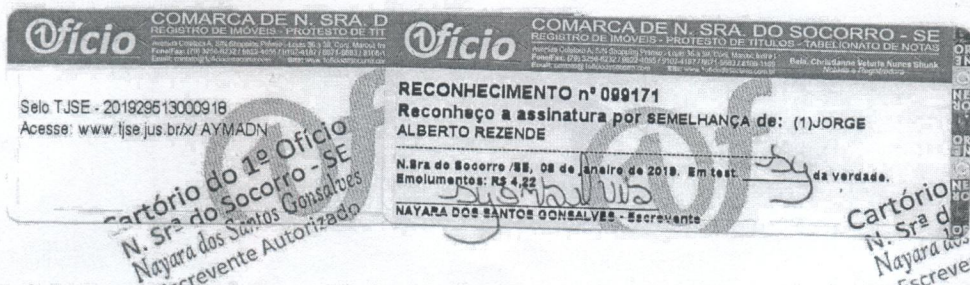 1ºfício
COMARCA DE N. SRA. D
REGISTRO DE IMÓVEIS - PROTESTO DE TÍT
Selo TJSE - 201929513000918
Acesse: www.tjse.jus.br/x/ AYMADN
Cartório do 1º Ofício
N. Srª do Socorro - SE
Nayara dos Santos Gonsalves
Escrevente Autorizado
1ºfício
COMARCA DE N. SRA. DO SOCORRO - SE
REGISTRO DE IMÓVEIS - PROTESTO DE TÍTULOS - TABELIONATO DE NOTAS
RECONHECIMENTO nº 099171
Reconheço a assinatura por SEMELHANÇA de: (1)JORGE
ALBERTO REZENDE
N.Sra do Socorro /SE, 08 de janeiro de 2019. Em test. da verdade.
Emolumentos: R$ 4,22
NAYARA DOS SANTOS GONSALVES - Escrevente
Cartório
N. Srª d
Nayara dos
Escreve